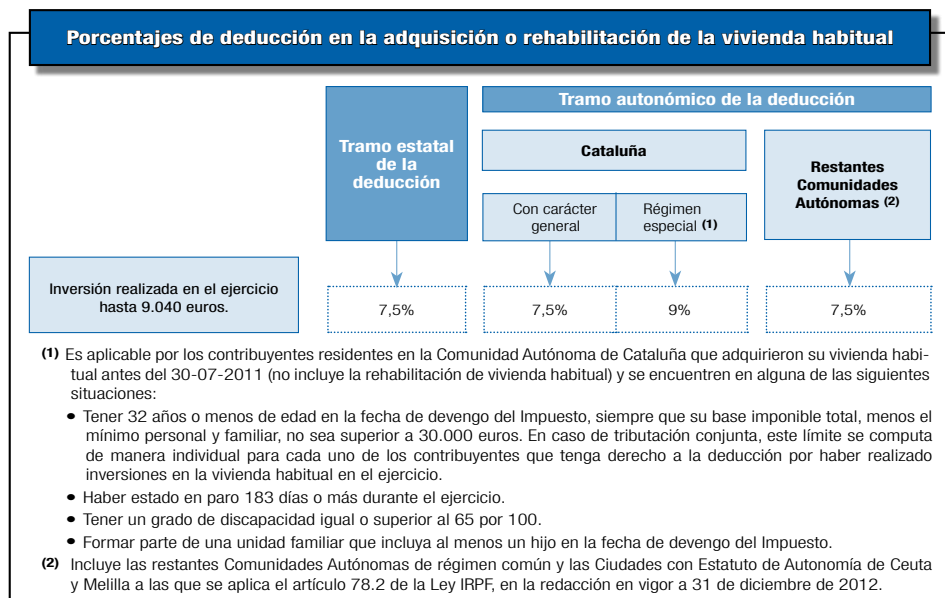 Porcentajes de deducción en la adquisición o rehabilitación de la vivienda habitual
Tramo estatal
de la
deducción
Tramo autonómico de la deducción
Cataluña
Con carácter
general
Régimen
especial (1)
Restantes
Comunidades
Autónomas (2)
Inversión realizada en el ejercicio
hasta 9.040 euros.
7,5%
7,5%
9%
7,5%
(1) Es aplicable por los contribuyentes residentes en la Comunidad Autónoma de Cataluña que adquirieron su vivienda habi-
tual antes del 30-07-2011 (no incluye la rehabilitación de vivienda habitual) y se encuentren en alguna de las siguientes
situaciones:
• Tener 32 años o menos de edad en la fecha de devengo del Impuesto, siempre que su base imponible total, menos el
mínimo personal y familiar, no sea superior a 30.000 euros. En caso de tributación conjunta, este límite se computa
de manera individual para cada uno de los contribuyentes que tenga derecho a la deducción por haber realizado
inversiones en la vivienda habitual en el ejercicio.
• Haber estado en paro 183 días o más durante el ejercicio.
• Tener un grado de discapacidad igual o superior al 65 por 100.
• Formar parte de una unidad familiar que incluya al menos un hijo en la fecha de devengo del Impuesto.
(2) Incluye las restantes Comunidades Autónomas de régimen común y las Ciudades con Estatuto de Autonomía de Ceuta
y Melilla a las que se aplica el artículo 78.2 de la Ley IRPF, en la redacción en vigor a 31 de diciembre de 2012.